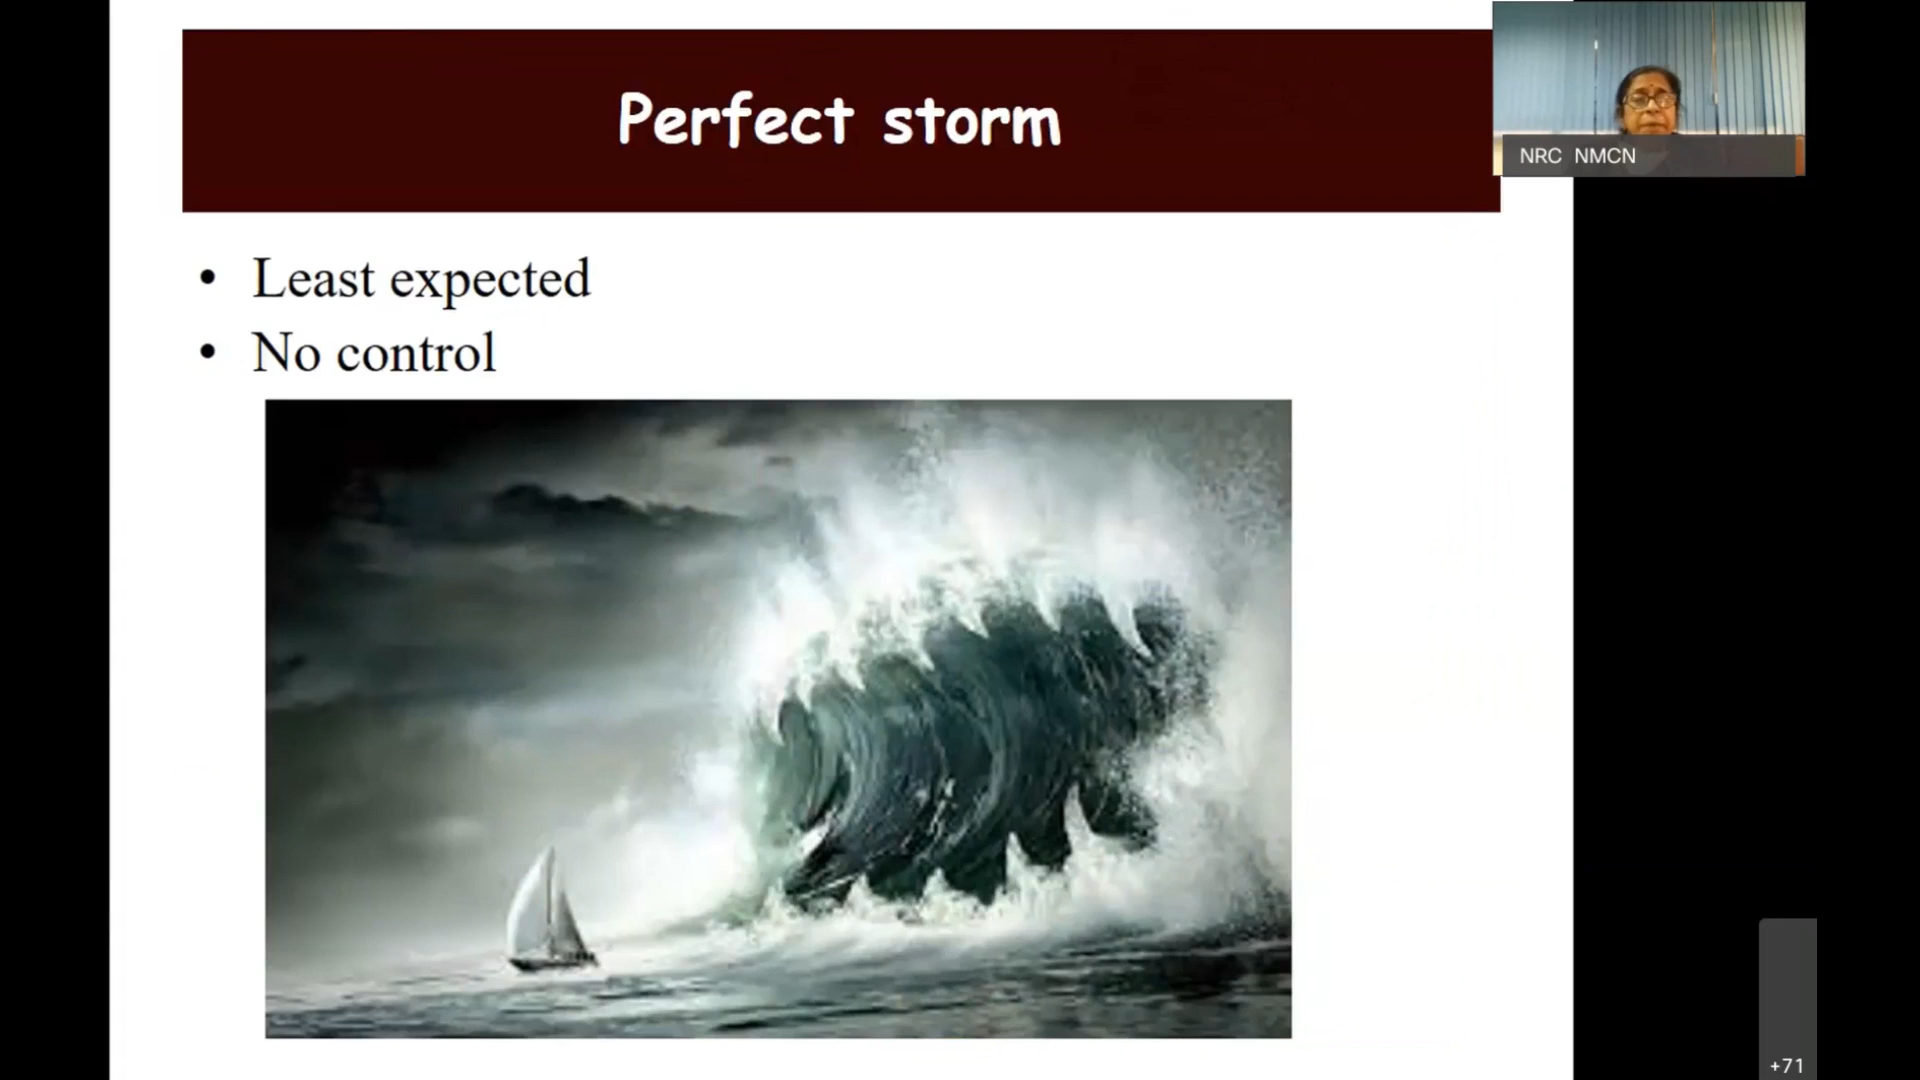 Perfect storm
NRC NMCN
• Least expected
• No control
+71